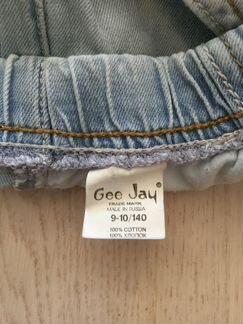 Gee Jay
TRADE MARK
MADE IN RUSSIA
9-10/140
100% COTTON
100% ХЛОПОК